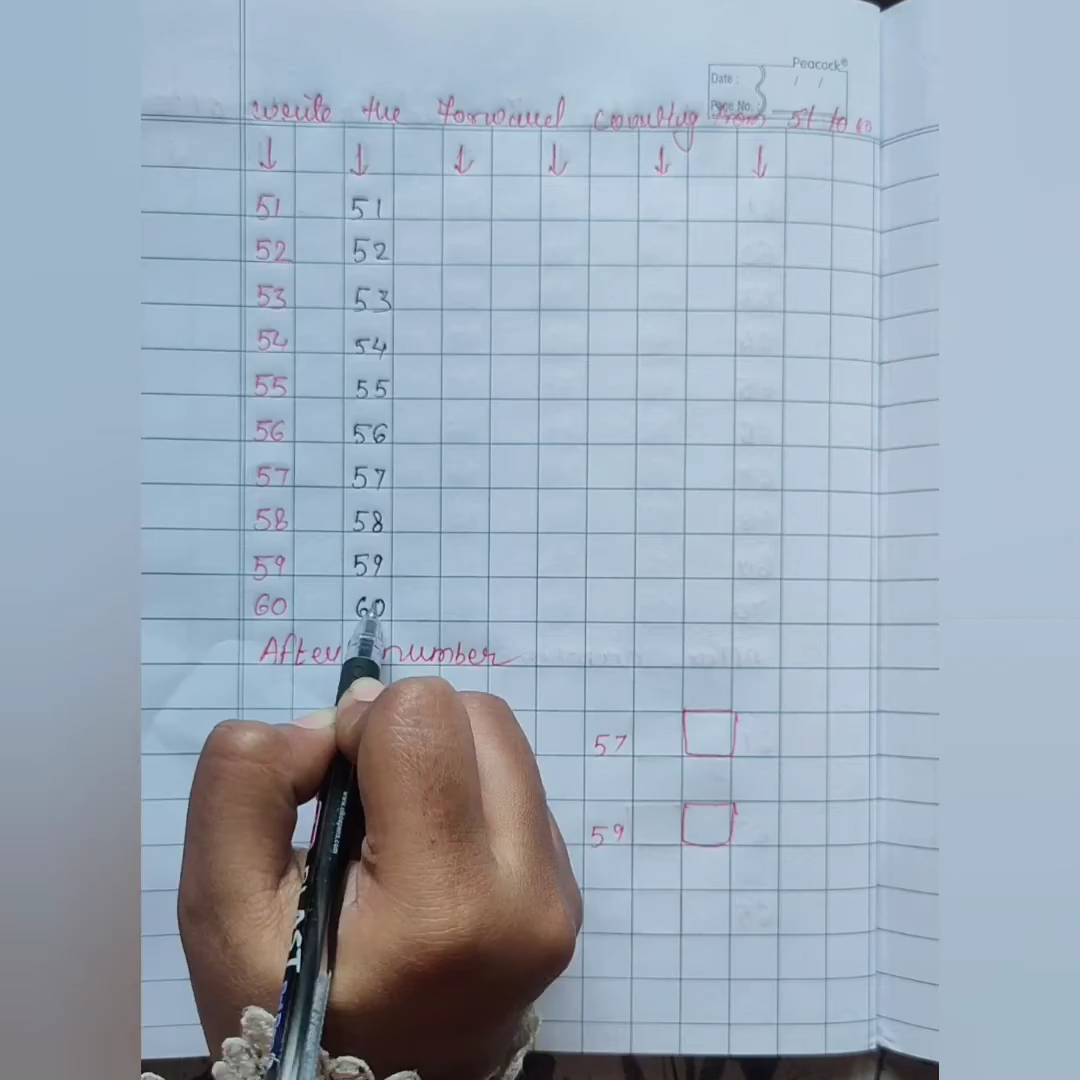 Peacock®
Date : / /
Page No. :
write the forward counting from 51 to 60
↓ ↓ ↓ ↓ ↓ ↓
51 51
52 52
53 53
54 54
55 55
56 56
57 57
58 58
59 59
60 60
After number
57
59